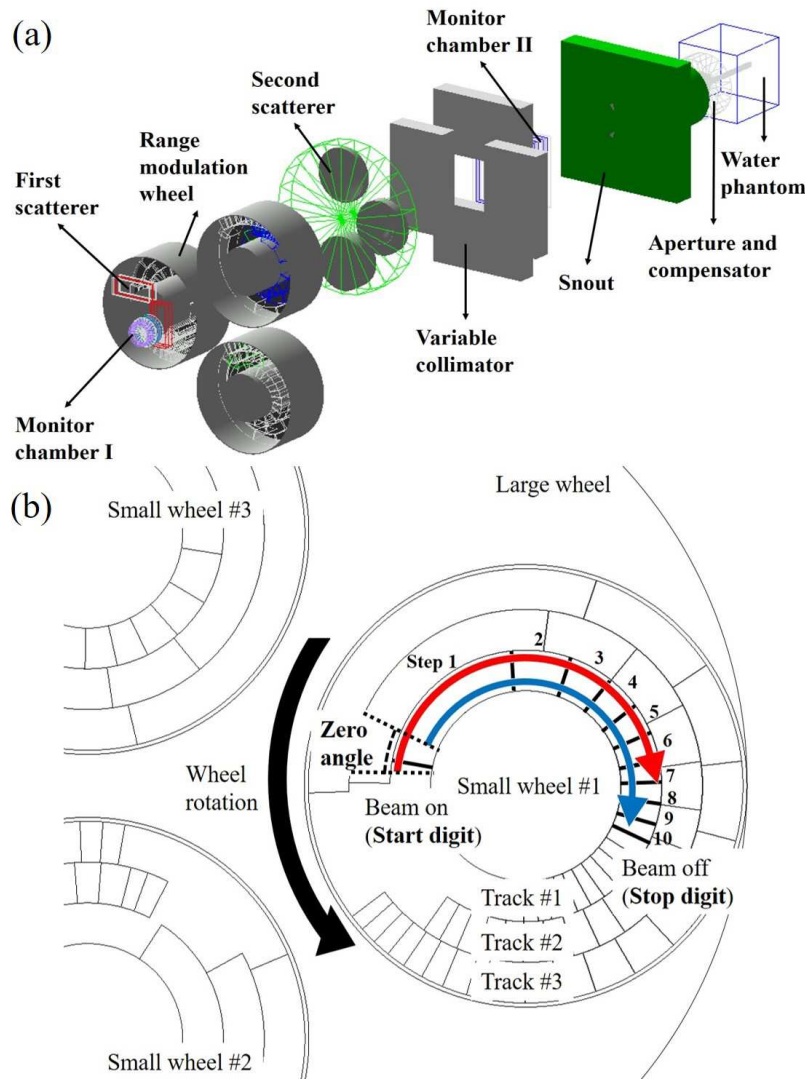 (a)
Monitor
chamber II
Second
scatterer
Range
modulation
wheel
First
scatterer
Water
phantom
Aperture and
compensator
Snout
Variable
collimator
Monitor
chamber I
(b)
Small wheel #3
Large wheel
Step 1
2
3
4
5
6
7
8
9
10
Zero
angle
Wheel
rotation
Small wheel #1
Beam on
(Start digit)
Beam off
(Stop digit)
Track #1
Track #2
Track #3
Small wheel #2